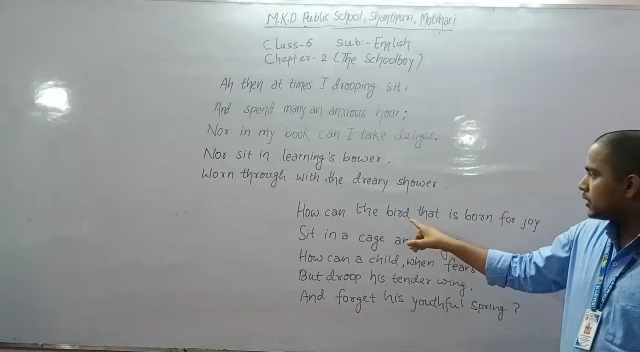 M.K.D Public School, Shantipuri, Motihari
Class-6 Sub:- English
Chapter-2 (The Schoolboy)
Ah then at times I drooping sit,
And spend many an anxious hour;
Nor in my book can I take delight,
Nor sit in learning's bower,
Worn through with the dreary shower.
How can the bird that is born for joy
Sit in a cage
How can a child, when fears
But droop his tender wing,
And forget his youthful spring?